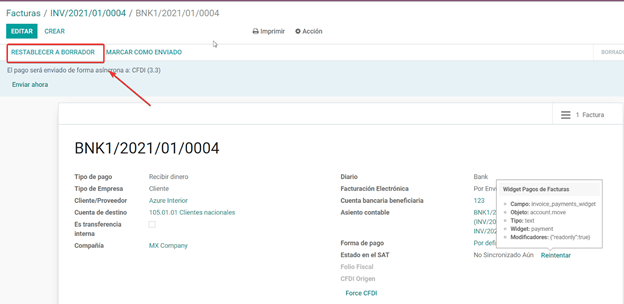 Facturas / INV/2021/01/0004 / BNK1/2021/01/0004
EDITAR CREAR Imprimir Acción
RESTABLECER A BORRADOR MARCAR COMO ENVIADO BORRADO
El pago será enviado de forma asíncrona a: CFDI (3.3)
Enviar ahora
1 Factura
BNK1/2021/01/0004
Tipo de pago Recibir dinero
Tipo de Empresa Cliente
Cliente/Proveedor Azure Interior
Cuenta de destino 105.01.01 Clientes nacionales
Es transferencia
interna
Compañía MX Company
Diario Bank
Facturación Electrónica Por Env
Cuenta bancaria beneficiaria 123
Asiento contable BNK1/2
(INV/20
INV/202
Forma de pago Por defi
Estado en el SAT No Sincronizado Aún Reintentar
Folio Fiscal
CFDI Origen
Force CFDI
Widget Pagos de Facturas
Campo: invoice_payments_widget
Objeto: account.move
Tipo: text
Widget: payment
Modificadores: {"readonly":true}